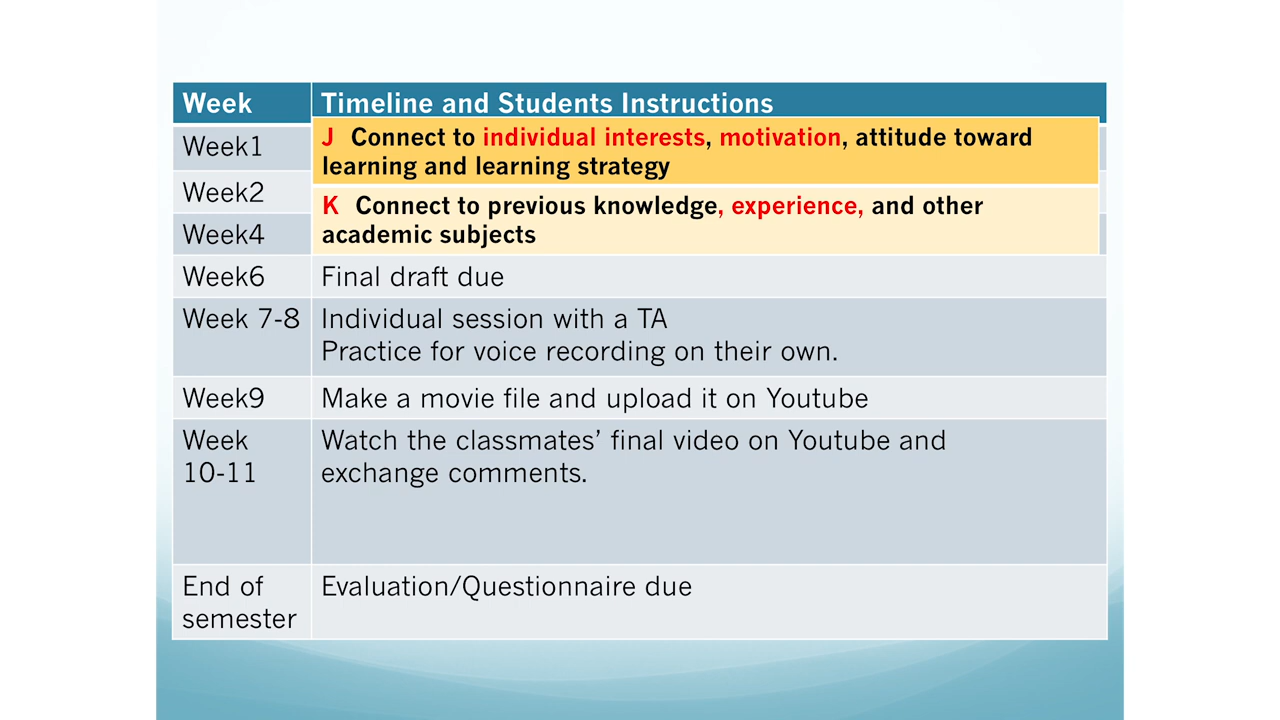 Week Timeline and Students Instructions
Week1
J Connect to individual interests, motivation, attitude toward
learning and learning strategy
Week2
K Connect to previous knowledge, experience, and other
academic subjects
Week4
Week6 Final draft due
Week 7-8 Individual session with a TA
Practice for voice recording on their own.
Week9 Make a movie file and upload it on Youtube
Week Watch the classmates’ final video on Youtube and
10-11 exchange comments.
End of Evaluation/Questionnaire due
semester